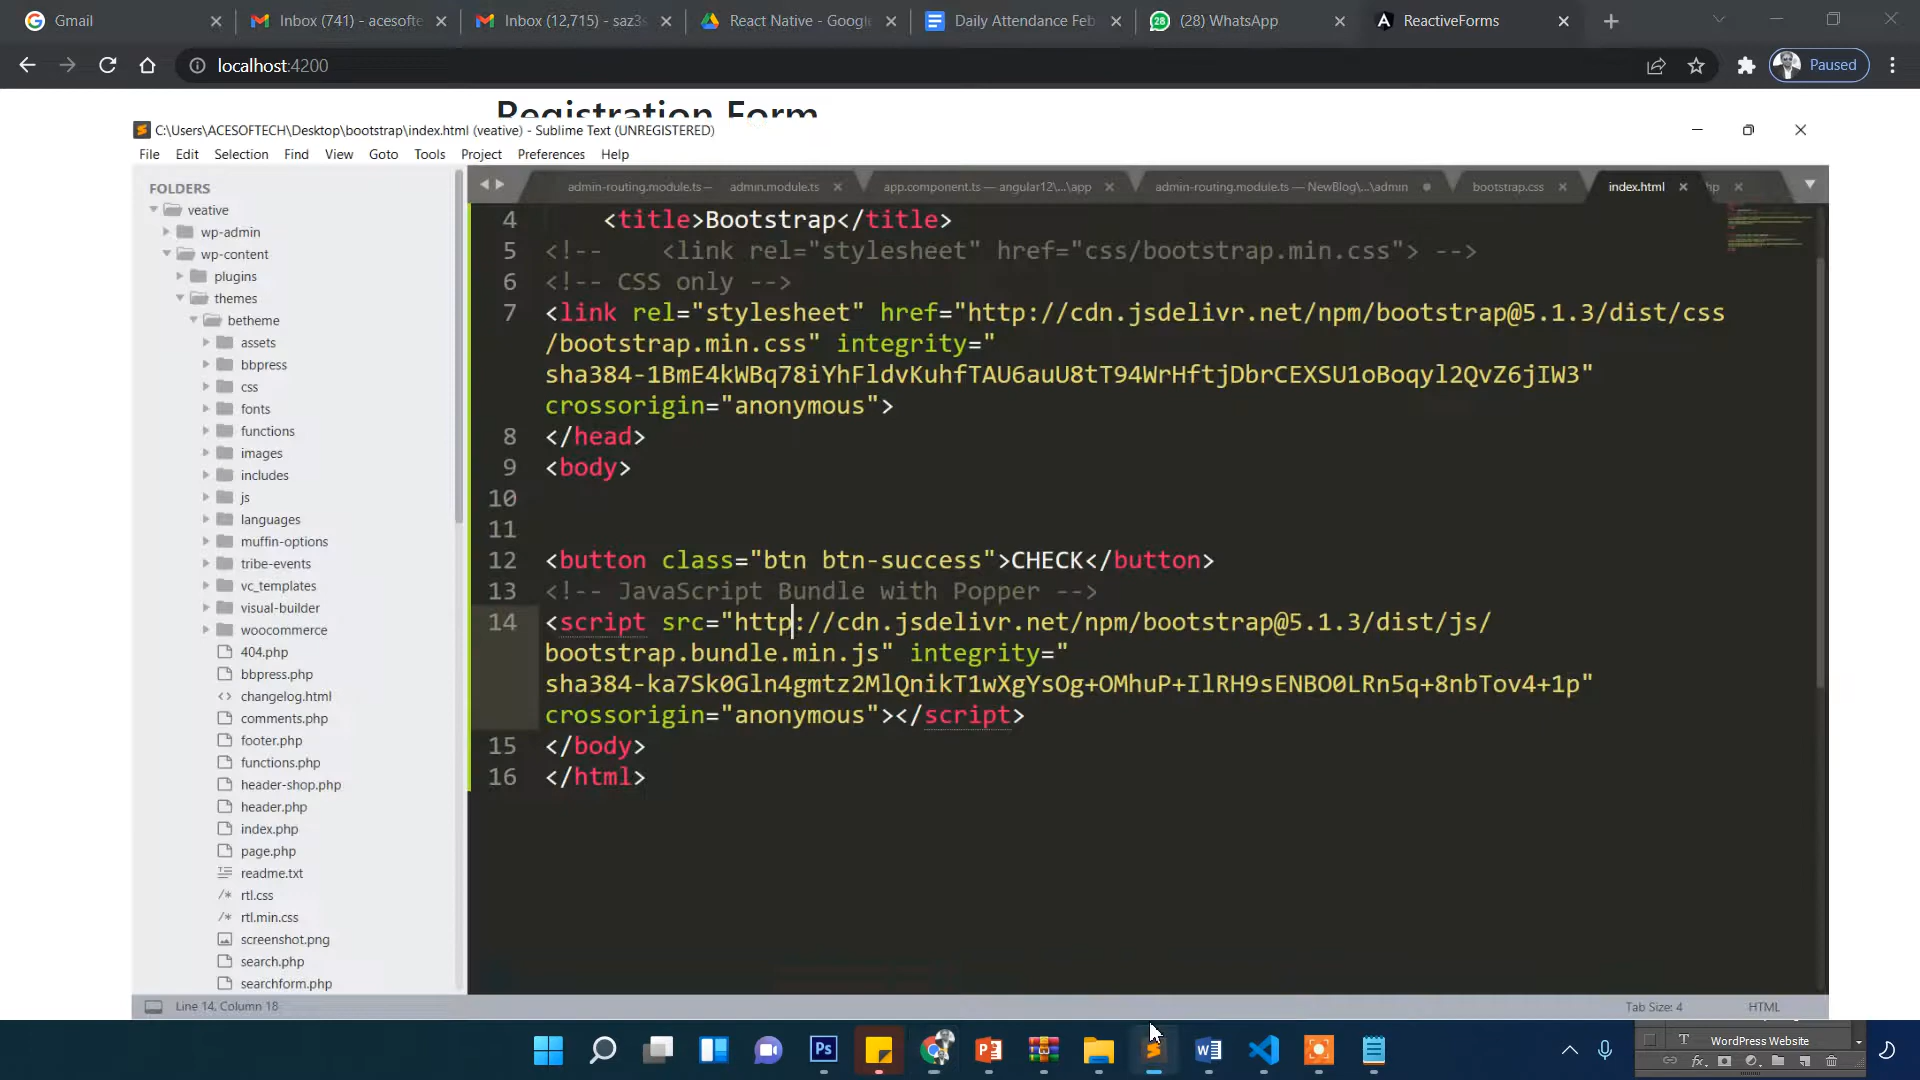 Gmail
Inbox (741) - acesofte
Inbox (12,715) - saz3s
React Native - Google
Daily Attendance Feb
28
(28) WhatsApp
ReactiveForms
localhost:4200
Paused
Registration Form
C:\Users\ACESOFTECH\Desktop\bootstrap\index.html (veative) - Sublime Text (UNREGISTERED)
File Edit Selection Find View Goto Tools Project Preferences Help
FOLDERS
veative
wp-admin
wp-content
plugins
themes
betheme
assets
bbpress
css
fonts
functions
images
includes
js
languages
muffin-options
tribe-events
vc_templates
visual-builder
woocommerce
404.php
bbpress.php
changelog.html
comments.php
footer.php
functions.php
header-shop.php
header.php
index.php
page.php
readme.txt
rtl.css
rtl.min.css
screenshot.png
search.php
searchform.php
admin-routing.module.ts —
admin.module.ts
app.component.ts — angular12\...\app
admin-routing.module.ts — NewBlog\...\admin
bootstrap.css
index.html
hp
4 <title>Bootstrap</title>
5 <!-- <link rel="stylesheet" href="css/bootstrap.min.css"> -->
6 <!-- CSS only -->
7 <link rel="stylesheet" href="http://cdn.jsdelivr.net/npm/bootstrap@5.1.3/dist/css
/bootstrap.min.css" integrity="
sha384-1BmE4kWBq78iYhFldvKuhfTAU6auU8tT94WrHftjDbrCEXSU1oBoqyl2QvZ6jIW3"
crossorigin="anonymous">
8 </head>
9 <body>
10
11
12 <button class="btn btn-success">CHECK</button>
13 <!-- JavaScript Bundle with Popper -->
14 <script src="http://cdn.jsdelivr.net/npm/bootstrap@5.1.3/dist/js/
bootstrap.bundle.min.js" integrity="
sha384-ka7Sk0Gln4gmtz2MlQnikT1wXgYsOg+OMhuP+IlRH9sENBO0LRn5q+8nbTov4+1p"
crossorigin="anonymous"></script>
15 </body>
16 </html>
Line 14, Column 18
Tab Size: 4
HTML
WordPress Website